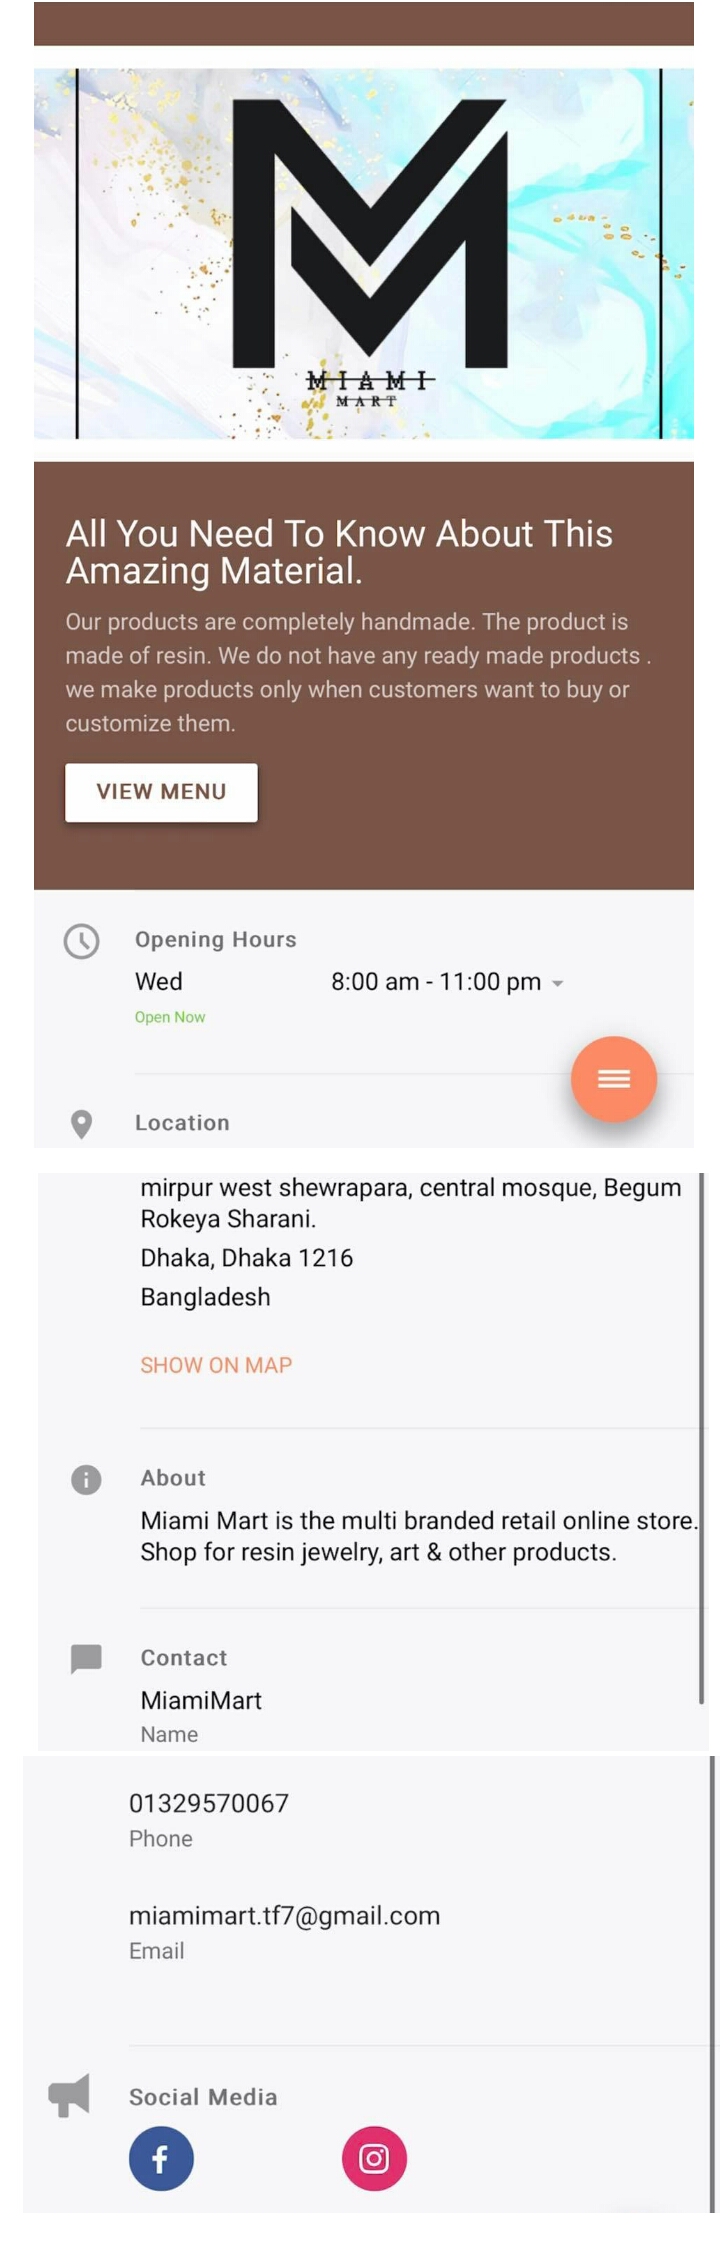 MIAMI
MART
All You Need To Know About This
Amazing Material.
Our products are completely handmade. The product is
made of resin. We do not have any ready made products .
we make products only when customers want to buy or
customize them.
VIEW MENU
Opening Hours
Wed 8:00 am - 11:00 pm
Open Now
Location
mirpur west shewrapara, central mosque, Begum
Rokeya Sharani.
Dhaka, Dhaka 1216
Bangladesh
SHOW ON MAP
About
Miami Mart is the multi branded retail online store.
Shop for resin jewelry, art & other products.
Contact
MiamiMart
Name
01329570067
Phone
miamimart.tf7@gmail.com
Email
Social Media